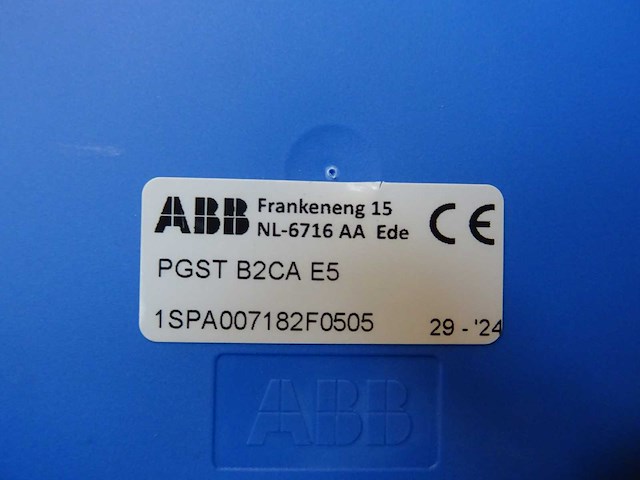 ABB Frankeneng 15
NL-6716 AA Ede
CE
PGST B2CA E5
1SPA007182F0505 29 - '24
ABB